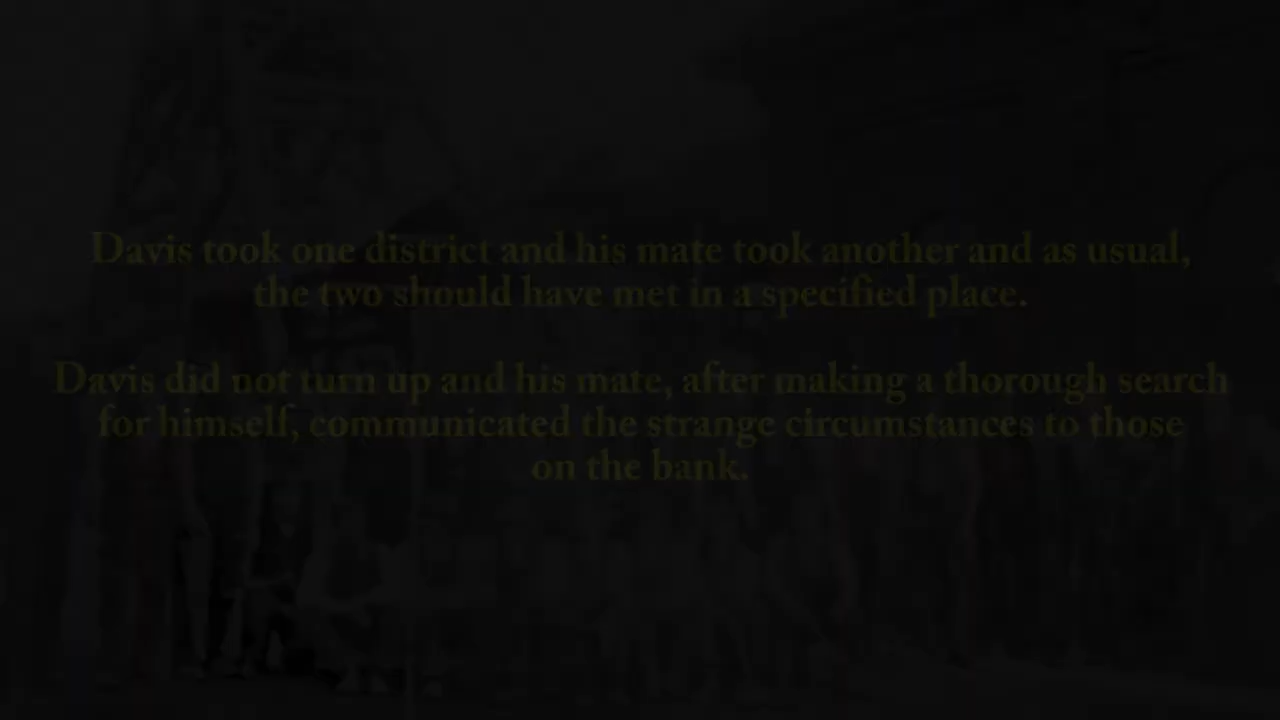 Davis took one district and his mate took another and as usual,
the two should have met in a specified place.
Davis did not turn up and his mate, after making a thorough search
for himself, communicated the strange circumstances to those
on the bank.